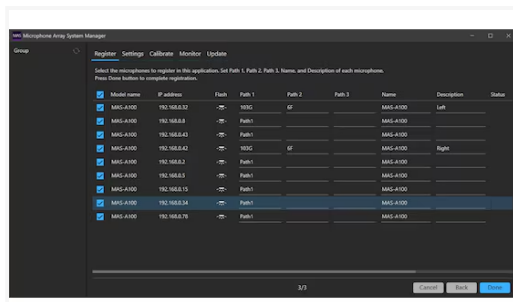 MAS Microphone Array System Manager
Group
Register Settings Calibrate Monitor Update
Select the microphones to register in this application. Set Path 1, Path 2, Path 3, Name, and Description of each microphone.
Press Done button to complete registration.
Model name IP address Flash Path 1 Path 2 Path 3 Name Description Status
MAS-A100 192.168.0.32 103G 6F MAS-A100 Left
MAS-A100 192.168.0.8 Path1 MAS-A100
MAS-A100 192.168.0.43 Path1 MAS-A100
MAS-A100 192.168.0.42 103G 6F MAS-A100 Right
MAS-A100 192.168.0.2 Path1 MAS-A100
MAS-A100 192.168.0.5 Path1 MAS-A100
MAS-A100 192.168.0.15 Path1 MAS-A100
MAS-A100 192.168.0.34 Path1 MAS-A100
MAS-A100 192.168.0.78 Path1 MAS-A100
3/3
Cancel Back Done